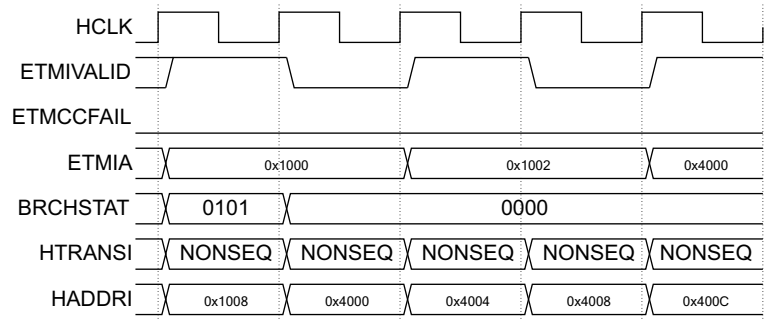 HCLK
ETMIVALID
ETMCCFAIL
ETMIA 0x1000 0x1002 0x4000
BRCHSTAT 0101 0000
HTRANSI NONSEQ NONSEQ NONSEQ NONSEQ NONSEQ
HADDRI 0x1008 0x4000 0x4004 0x4008 0x400C